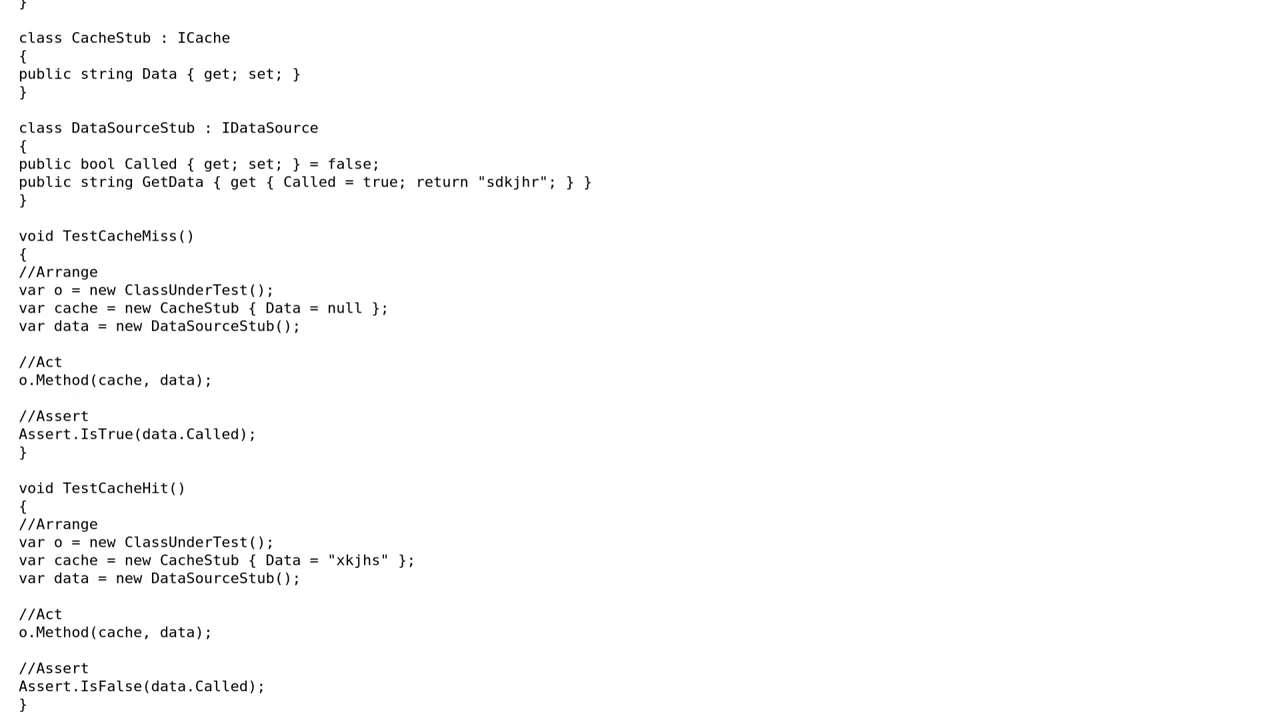 }
class CacheStub : ICache
{
public string Data { get; set; }
}
class DataSourceStub : IDataSource
{
public bool Called { get; set; } = false;
public string GetData { get { Called = true; return "sdkjhr"; } }
}
void TestCacheMiss()
{
//Arrange
var o = new ClassUnderTest();
var cache = new CacheStub { Data = null };
var data = new DataSourceStub();
//Act
o.Method(cache, data);
//Assert
Assert.IsTrue(data.Called);
}
void TestCacheHit()
{
//Arrange
var o = new ClassUnderTest();
var cache = new CacheStub { Data = "xkjhs" };
var data = new DataSourceStub();
//Act
o.Method(cache, data);
//Assert
Assert.IsFalse(data.Called);
}